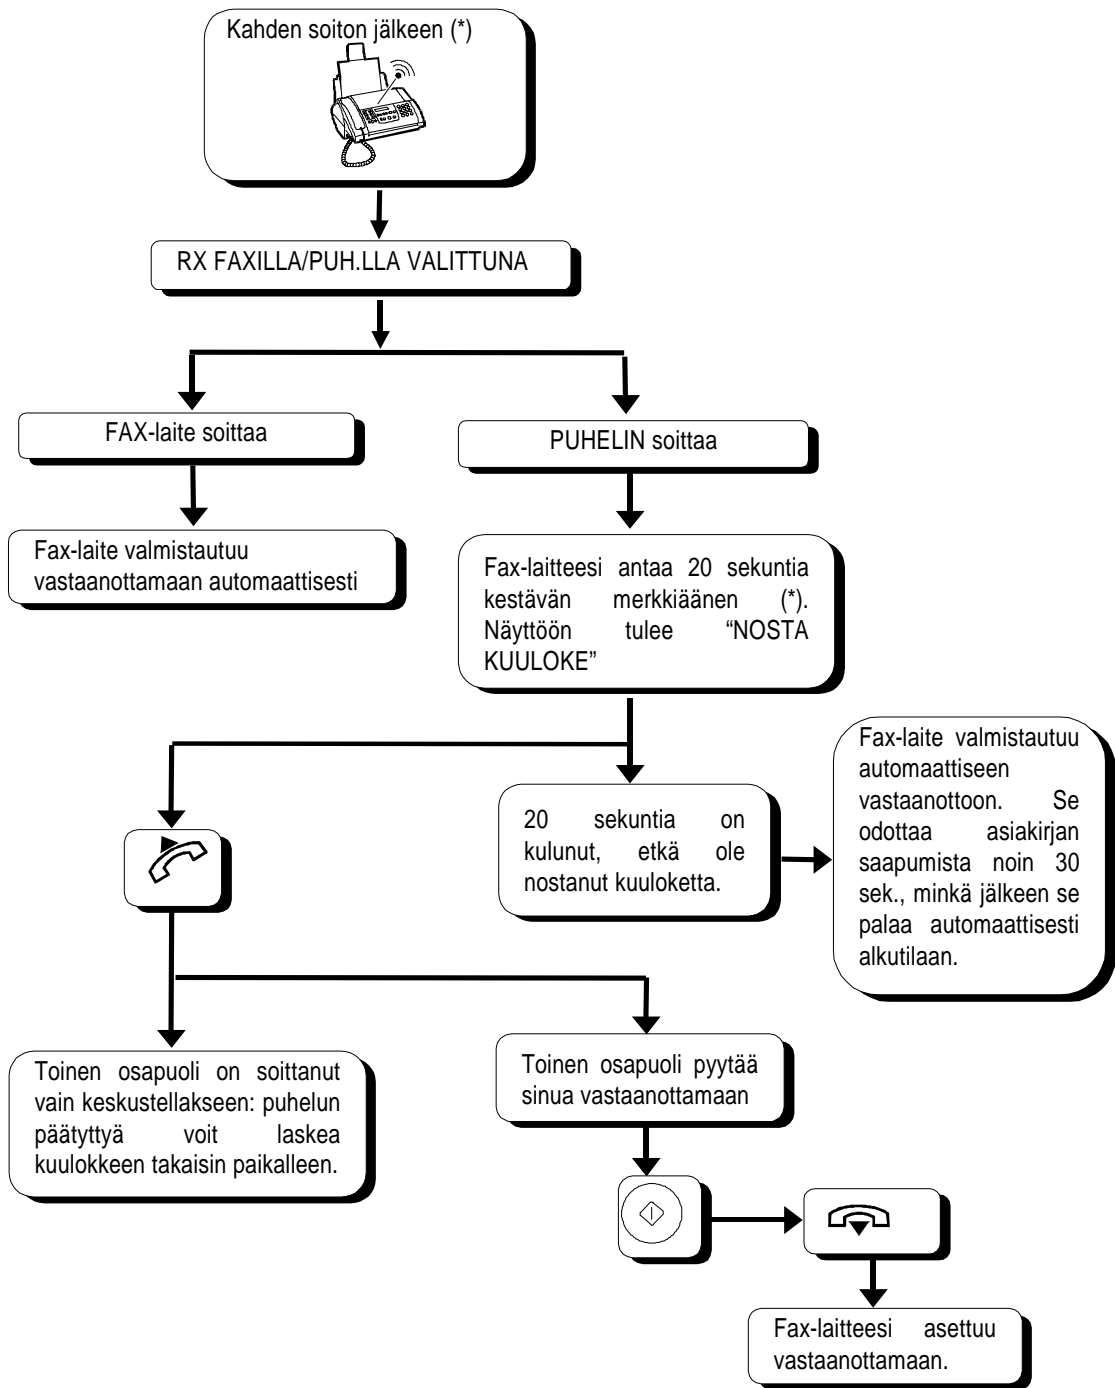 Kahden soiton jälkeen (*)
RX FAXILLA/PUH.LLA VALITTUNA
FAX-laite soittaa
PUHELIN soittaa
Fax-laite valmistautuu
vastaanottamaan automaattisesti
Fax-laitteesi antaa 20 sekuntia
kestävän merkkiäänen (*).
Näyttöön tulee “NOSTA
KUULOKE”
20 sekuntia on
kulunut, etkä ole
nostanut kuuloketta.
Fax-laite valmistautuu
automaattiseen
vastaanottoon. Se
odottaa asiakirjan
saapumista noin 30
sek., minkä jälkeen se
palaa automaattisesti
alkutilaan.
Toinen osapuoli on soittanut
vain keskustellakseen: puhelun
päätyttyä voit laskea
kuulokkeen takaisin paikalleen.
Toinen osapuoli pyytää
sinua vastaanottamaan
Fax-laitteesi asettuu
vastaanottamaan.